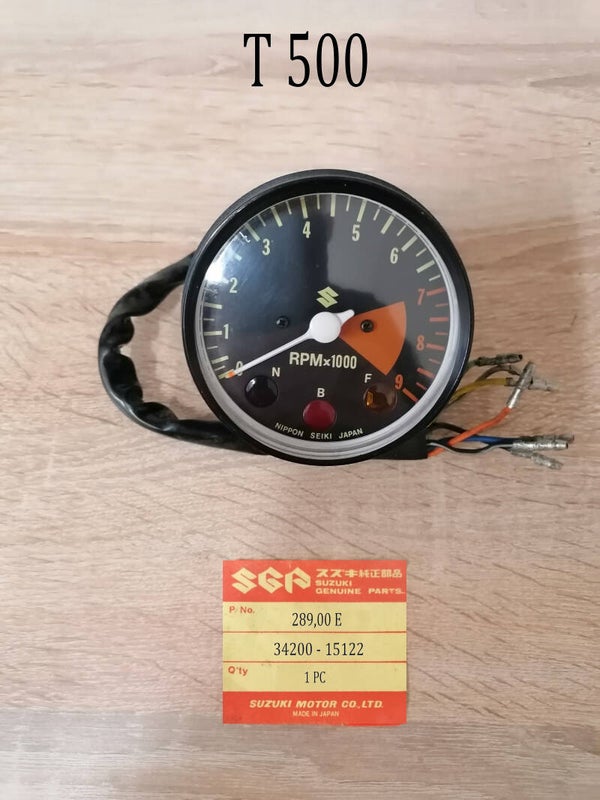 T 500
0
1
2
3
4
5
6
7
8
9
RPMx1000
N
B
F
NIPPON SEIKI JAPAN
SGP スズキ純正部品
SUZUKI
GENUINE PARTS.
P. No.
289,00 E
34200 - 15122
Q'ty
1 PC
SUZUKI MOTOR CO.,LTD.
MADE IN JAPAN